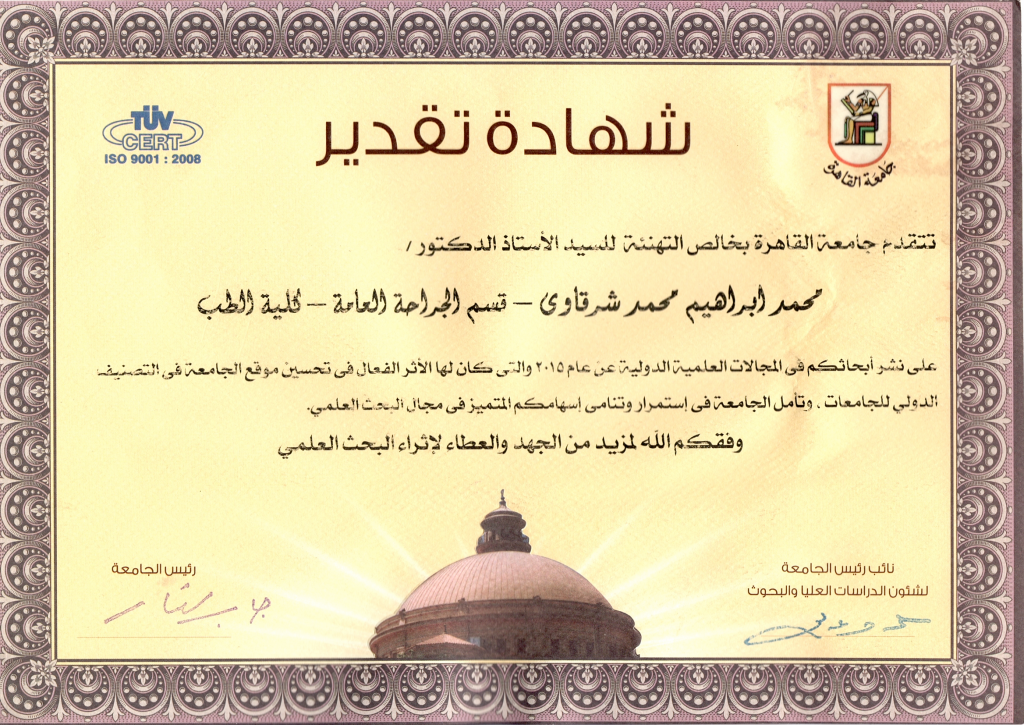 شهادة تقدير
TÜV
CERT
ISO 9001 : 2008
جامعة القاهرة
تتقدم جامعة القاهرة بخالص التهنئة للسيد الأستاذ الدكتور /
محمد ابراهيم محمد شرقاوى – قسم الجراحة العامة – كلية الطب
على نشر أبحاثكم فى المجالات العلمية الدولية عن عام ٢٠١٥ والتى كان لها الأثر الفعال فى تحسين موقع الجامعة فى التصنيف
الدولي للجامعات ، وتأمل الجامعة فى إستمرار وتنامى إسهامكم المتميز فى مجال البحث العلمي.
وفقكم الله لمزيد من الجهد والعطاء لإثراء البحث العلمي
نائب رئيس الجامعة
لشئون الدراسات العليا والبحوث
رئيس الجامعة